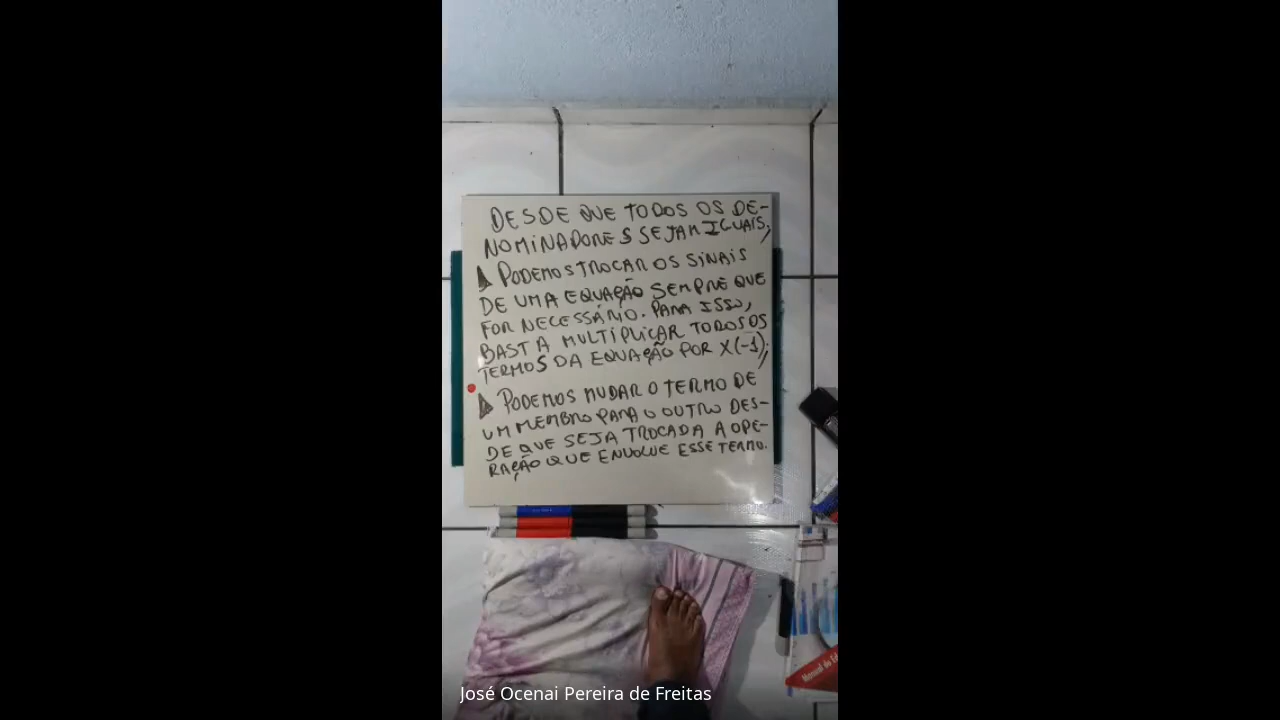 DESDE QUE TODOS OS DE-
NOMINADORES SEJAM IGUAIS;
PODEMOS TROCAR OS SINAIS
DE UMA EQUAÇÃO SEMPRE QUE
FOR NECESSÁRIO. PARA ISSO,
BASTA MULTIPLICAR TODOS OS
TERMOS DA EQUAÇÃO POR X(-1);
PODEMOS MUDAR O TERMO DE
UM MEMBRO PARA O OUTRO DES-
DE QUE SEJA TROCADA A OPE-
RAÇÃO QUE ENVOLVE ESSE TERMO.
Manual do
José Ocenai Pereira de Freitas